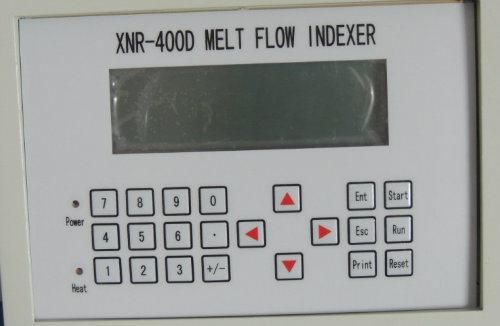 XNR-400D MELT FLOW INDEXER
7 8 9 0 Ent Start
Power
4 5 6 . Esc Run
1 2 3 +/- Print Reset
Heat